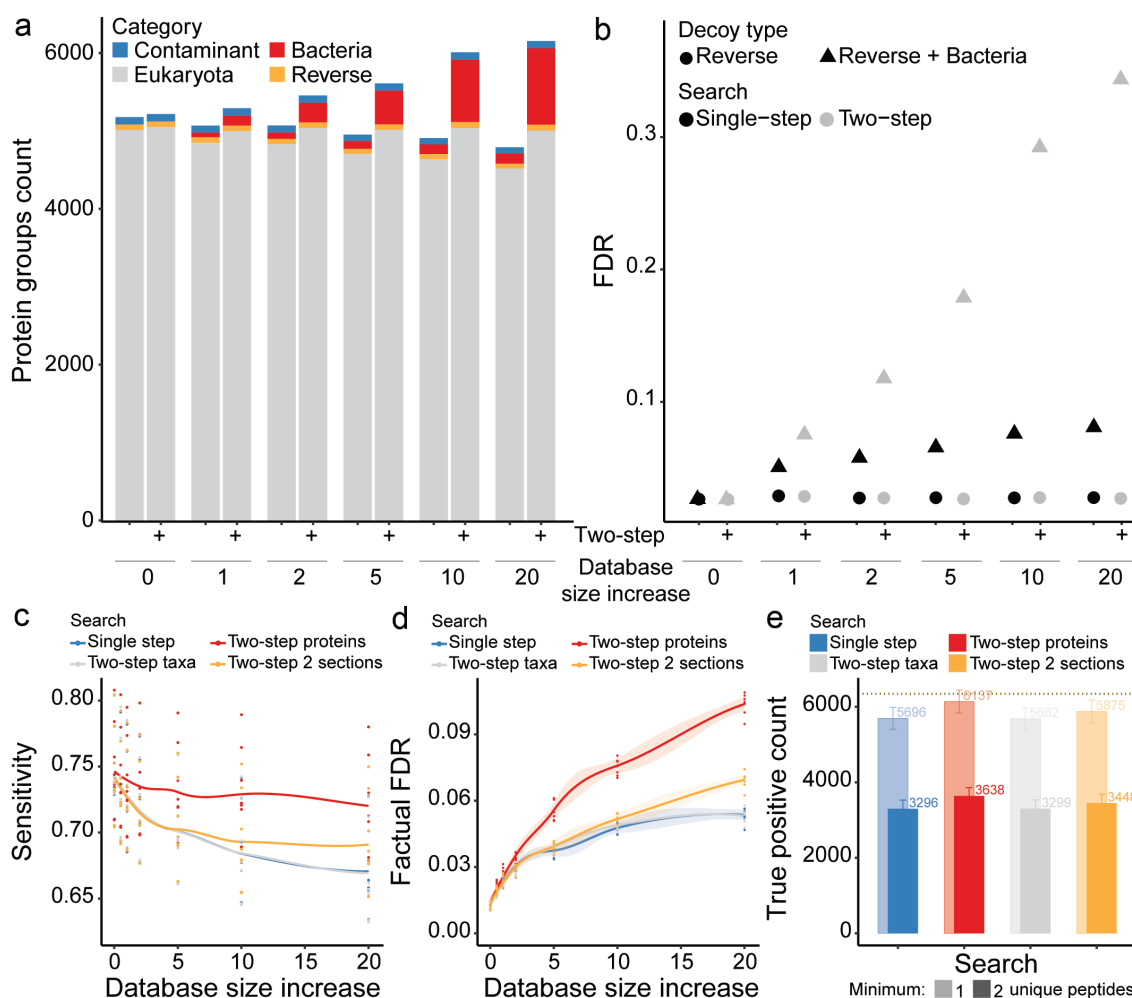 a
Category
Contaminant Bacteria
Eukaryota Reverse
Protein groups count
6000
4000
2000
0
+ + + + + +
Two-step
0 1 2 5 10 20
Database size increase
b
Decoy type
Reverse Reverse + Bacteria
Search
Single-step Two-step
FDR
0.3
0.2
0.1
+ + + + + +
0 1 2 5 10 20
c
Search
Single step Two-step proteins
Two-step taxa Two-step 2 sections
Sensitivity
0.80
0.75
0.70
0.65
0 5 10 15 20
Database size increase
d
Search
Single step Two-step proteins
Two-step taxa Two-step 2 sections
Factual FDR
0.09
0.06
0.03
0.00
0 5 10 15 20
Database size increase
e
Search
Single step Two-step proteins
Two-step taxa Two-step 2 sections
True positive count
6000
4000
2000
0
5696 6137 5682 5875
3296 3638 3299 3448
Search
Minimum: 1 2 unique peptides